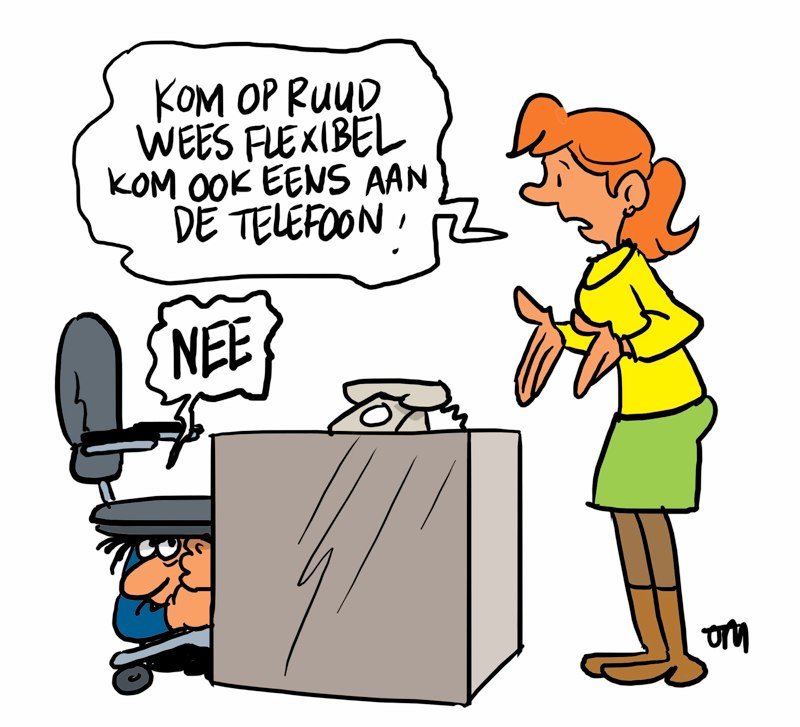 KOM OP RUUD
WEES FLEXIBEL
KOM OOK EENS AAN
DE TELEFOON!
NEE